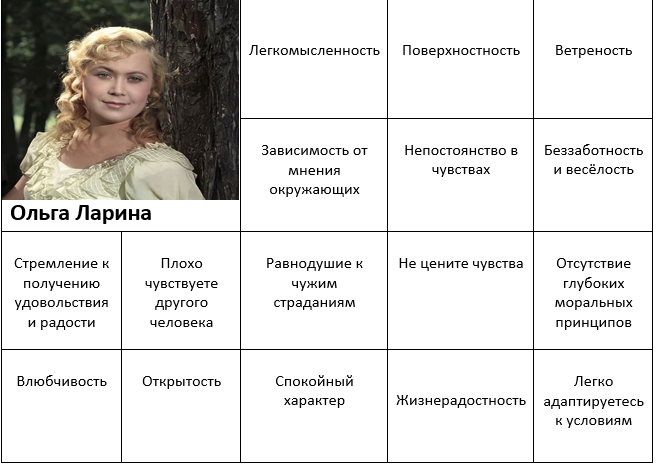 Легкомысленность
Поверхностность
Ветреность
Ольга Ларина
Зависимость от
мнения
окружающих
Непостоянство в
чувствах
Беззаботность
и весёлость
Стремление к
получению
удовольствия
и радости
Плохо
чувствуете
другого
человека
Равнодушие к
чужим
страданиям
Не цените чувства
Отсутствие
глубоких
моральных
принципов
Влюбчивость
Открытость
Спокойный
характер
Жизнерадостность
Легко
адаптируетесь
к условиям